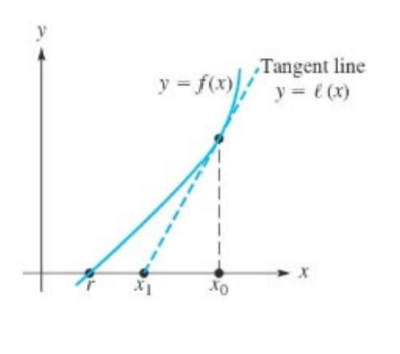 y
Tangent line
y = f(x)
y = ℓ (x)
x
r
x₁
x₀